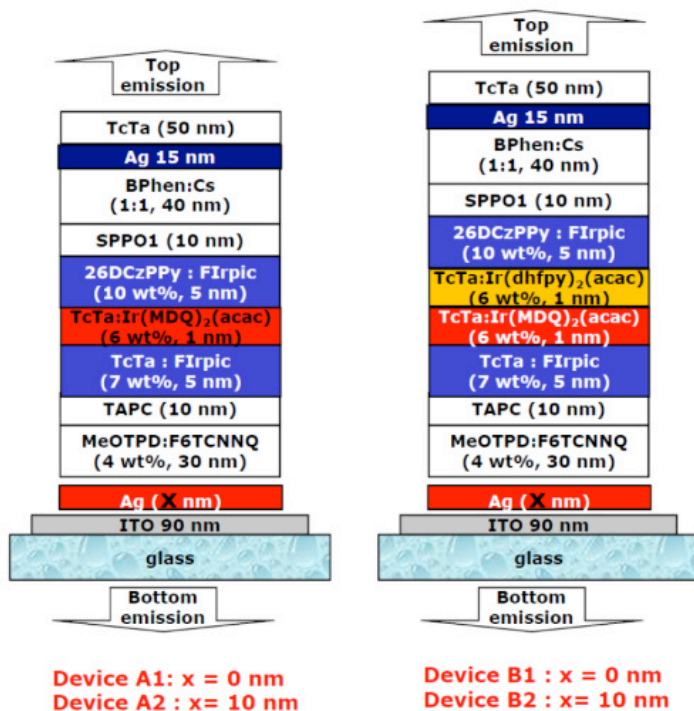 Top
emission
TcTa (50 nm)
Ag 15 nm
BPhen:Cs
(1:1, 40 nm)
SPPO1 (10 nm)
26DCzPPy : FIrpic
(10 wt%, 5 nm)
TcTa:Ir(MDQ)₂(acac)
(6 wt%, 1 nm)
TcTa : FIrpic
(7 wt%, 5 nm)
TAPC (10 nm)
MeOTPD:F6TCNNQ
(4 wt%, 30 nm)
Ag (X nm)
ITO 90 nm
glass
Bottom
emission
Device A1: x = 0 nm
Device A2 : x= 10 nm
Top
emission
TcTa (50 nm)
Ag 15 nm
BPhen:Cs
(1:1, 40 nm)
SPPO1 (10 nm)
26DCzPPy : FIrpic
(10 wt%, 5 nm)
TcTa:Ir(dhfpy)₂(acac)
(6 wt%, 1 nm)
TcTa:Ir(MDQ)₂(acac)
(6 wt%, 1 nm)
TcTa : FIrpic
(7 wt%, 5 nm)
TAPC (10 nm)
MeOTPD:F6TCNNQ
(4 wt%, 30 nm)
Ag (X nm)
ITO 90 nm
glass
Bottom
emission
Device B1 : x = 0 nm
Device B2 : x= 10 nm